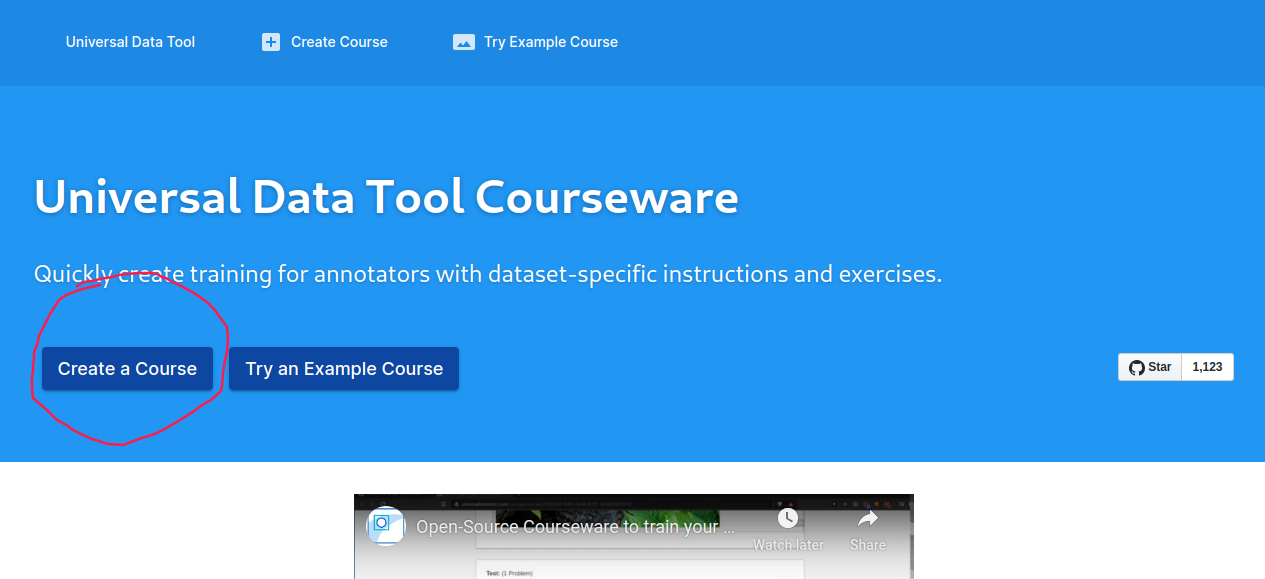 Universal Data Tool Create Course Try Example Course
Universal Data Tool Courseware
Quickly create training for annotators with dataset-specific instructions and exercises.
Create a Course Try an Example Course Star 1,123
Open-Source Courseware to train your ...
Watch later Share
Test: (1 Problem)